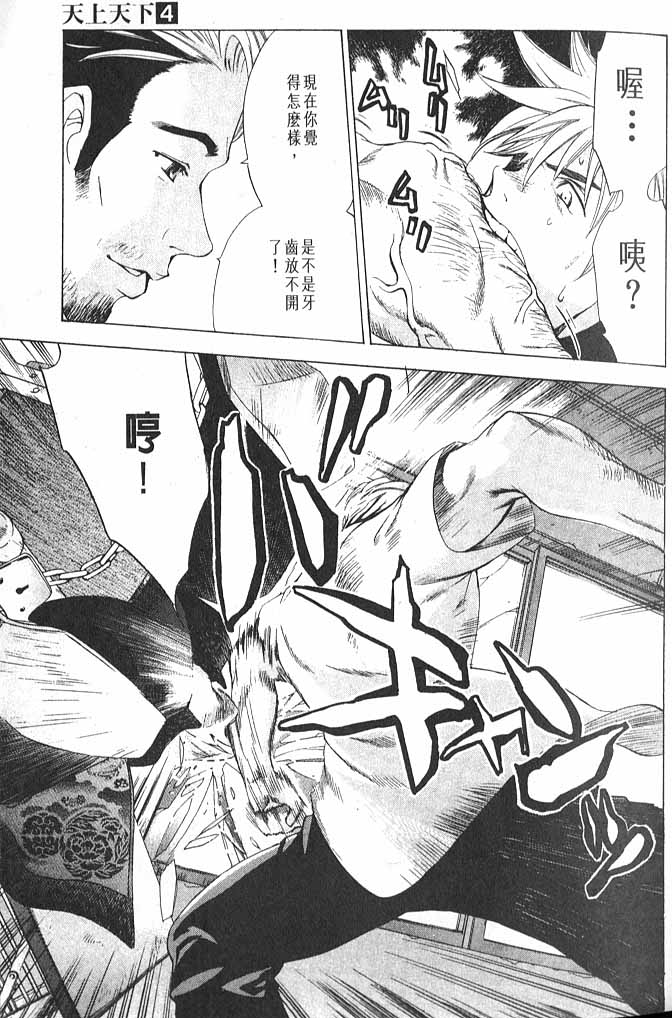 天上天下4
喔…
咦？
現在你覺
得怎麼樣，
是不是牙
齒放不開
了！
哼！